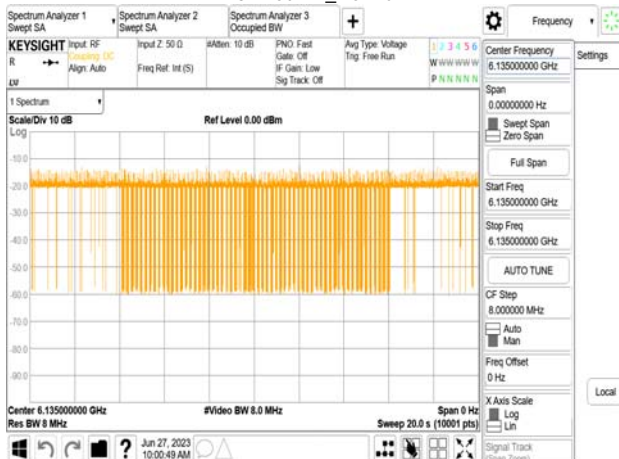 Spectrum Analyzer 1
Swept SA
Spectrum Analyzer 2
Swept SA
Spectrum Analyzer 3
Occupied BW
+
Frequency
KEYSIGHT
R
Input: RF
Coupling: DC
Align: Auto
Input Z: 50 Ω
Freq Ref: Int (S)
#Atten: 10 dB
PNO: Fast
Gate: Off
IF Gain: Low
Sig Track: Off
Avg Type: Voltage
Trig: Free Run
1 2 3 4 5 6
W W W W W W
P N N N N N
1 Spectrum
Scale/Div 10 dB
Ref Level 0.00 dBm
Log
-10.0
-20.0
-30.0
-40.0
-50.0
-60.0
-70.0
-80.0
-90.0
Center 6.135000000 GHz
#Video BW 8.0 MHz
Span 0 Hz
Res BW 8 MHz
Sweep 20.0 s (10001 pts)
?
Jun 27, 2023
10:00:49 AM
Center Frequency
6.135000000 GHz
Settings
Span
0.00000000 Hz
Swept Span
Zero Span
Full Span
Start Freq
6.135000000 GHz
Stop Freq
6.135000000 GHz
AUTO TUNE
CF Step
8.000000 MHz
Auto
Man
Freq Offset
0 Hz
X Axis Scale
Log
Lin
Local
Signal Track
(Span Zoom)